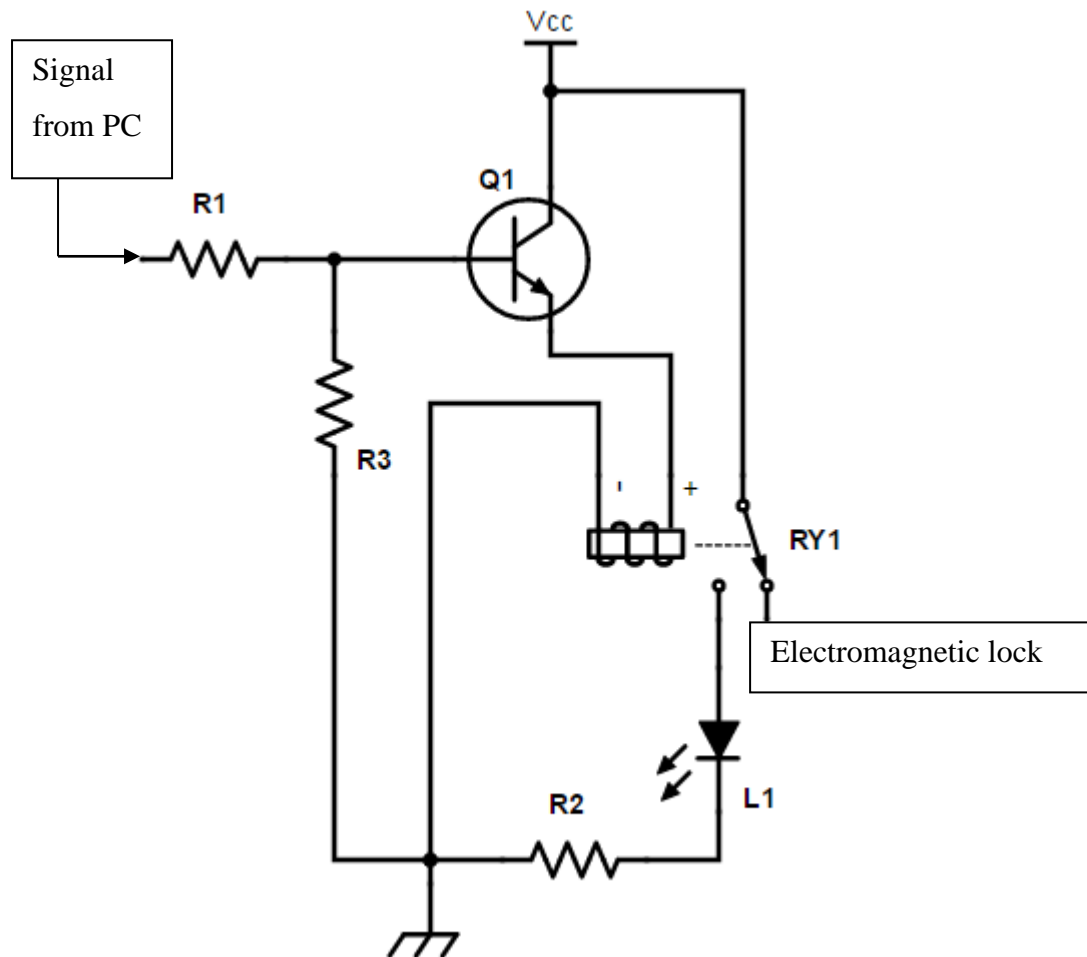 Vcc
Signal
from PC
Q1
R1
R3
- +
RY1
Electromagnetic lock
R2
L1